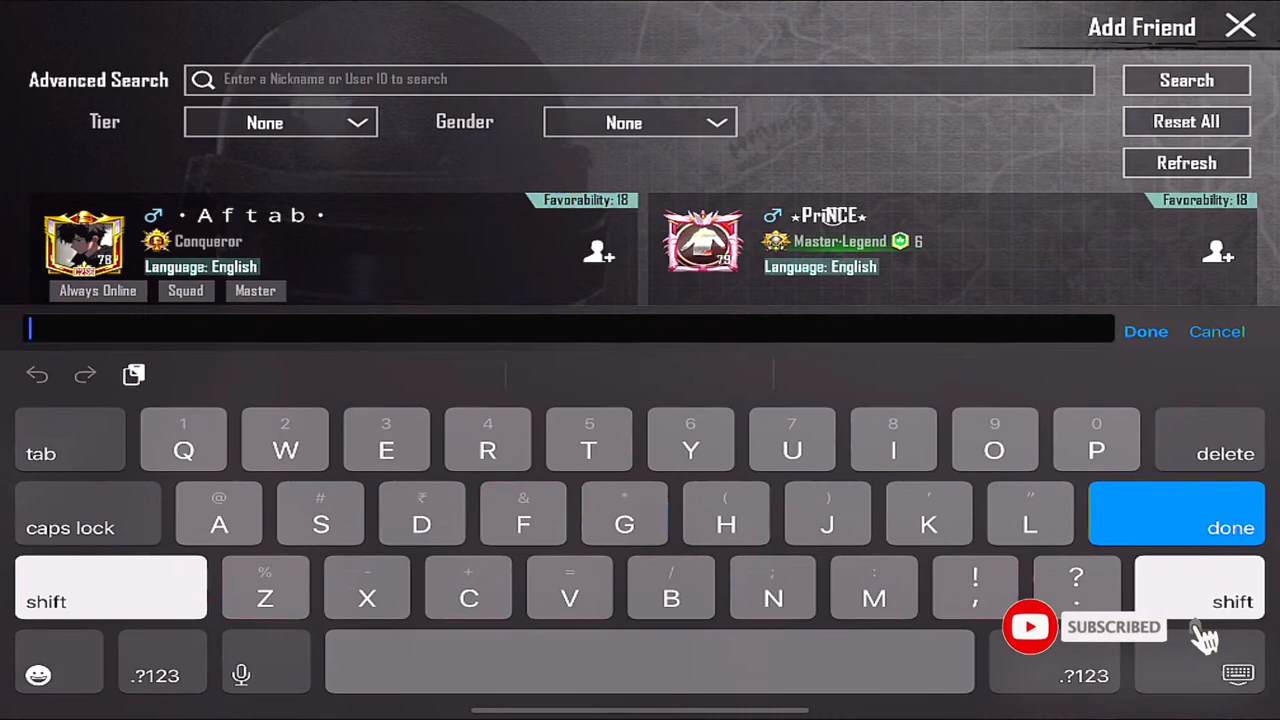 Add Friend
Advanced Search
Enter a Nickname or User ID to search
Search
Tier
None
Gender
None
Reset All
Refresh
Favorability: 18
・Ａｆｔａｂ・
78
Conqueror
Language: English
Always Online
Squad
Master
Favorability: 18
★PriNCE★
79
Master-Legend 6
Language: English
Done Cancel
1 2 3 4 5 6 7 8 9 0
tab Q W E R T Y U I O P delete
@ # ₹ & * ( ) ' "
caps lock A S D F G H J K L done
% - + = / ; : ! ?
shift Z X C V B N M , . shift
SUBSCRIBED
.?123 .?123